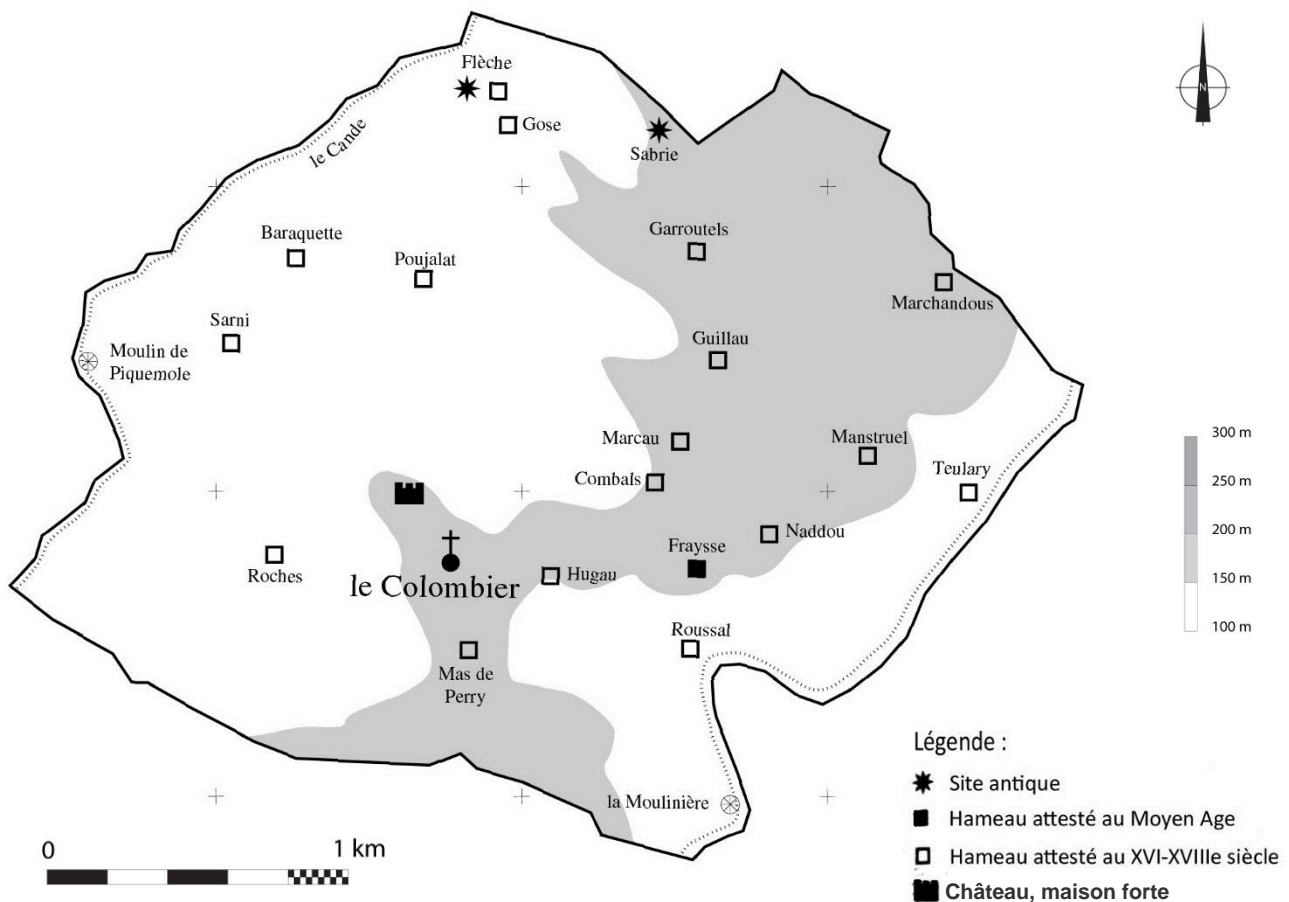 Flèche
N
Gose
le Cande
Sabrie
Baraquette
Garroutels
Poujalat
Marchandous
Sarni
Guillau
Moulin de
Piquemole
Marcau
Manstruel
300 m
Teulary
Combals
250 m
200 m
Naddou
Fraysse
150 m
Roches
le Colombier
Hugau
100 m
Roussal
Mas de
Perry
Légende :
Site antique
la Moulinière
Hameau attesté au Moyen Age
0
1 km
Hameau attesté au XVI-XVIIIe siècle
Château, maison forte